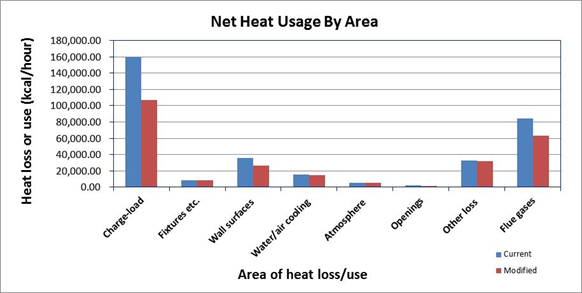 Net Heat Usage By Area
Heat loss or use (kcal/hour)
180,000.00
160,000.00
140,000.00
120,000.00
100,000.00
80,000.00
60,000.00
40,000.00
20,000.00
0.00
Charge-load
Fixtures etc.
Wall surfaces
Water/air cooling
Atmosphere
Openings
Other loss
Flue gases
Current
Modified
Area of heat loss/use